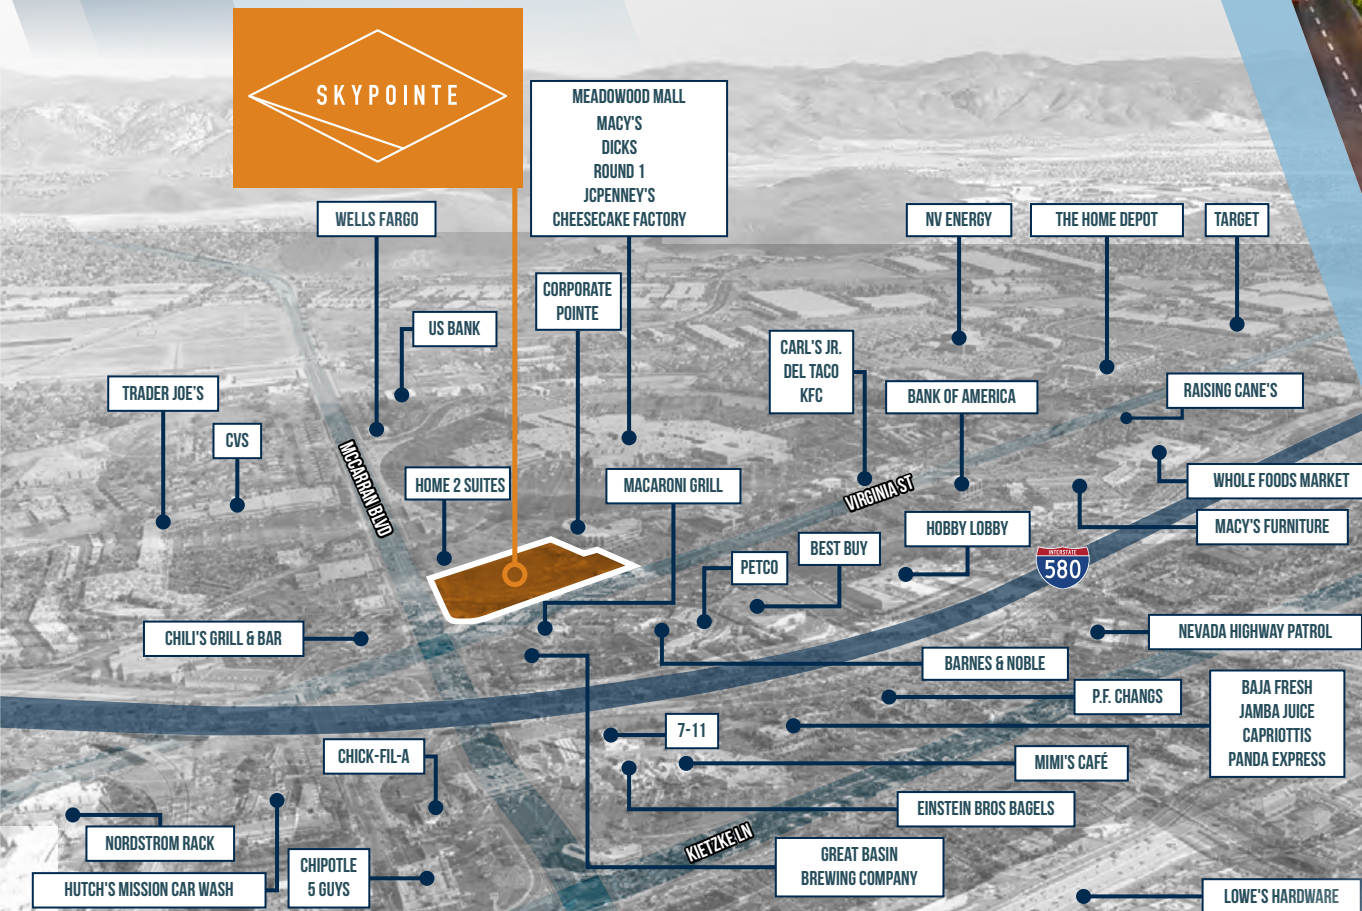 SKYPOINTE
MEADOWOOD MALL
MACY'S
DICKS
ROUND 1
JCPENNEY'S
CHEESECAKE FACTORY
WELLS FARGO
NV ENERGY
THE HOME DEPOT
TARGET
CORPORATE
POINTE
US BANK
CARL'S JR.
DEL TACO
KFC
TRADER JOE'S
BANK OF AMERICA
RAISING CANE'S
CVS
MCCARRAN BLVD
HOME 2 SUITES
MACARONI GRILL
VIRGINIA ST
WHOLE FOODS MARKET
HOBBY LOBBY
MACY'S FURNITURE
BEST BUY
PETCO
INTERSTATE
580
CHILI'S GRILL & BAR
NEVADA HIGHWAY PATROL
BARNES & NOBLE
P.F. CHANGS
BAJA FRESH
JAMBA JUICE
CAPRIOTTIS
PANDA EXPRESS
7-11
CHICK-FIL-A
MIMI'S CAFÉ
EINSTEIN BROS BAGELS
NORDSTROM RACK
KIETZKE LN
GREAT BASIN
BREWING COMPANY
CHIPOTLE
5 GUYS
HUTCH'S MISSION CAR WASH
LOWE'S HARDWARE